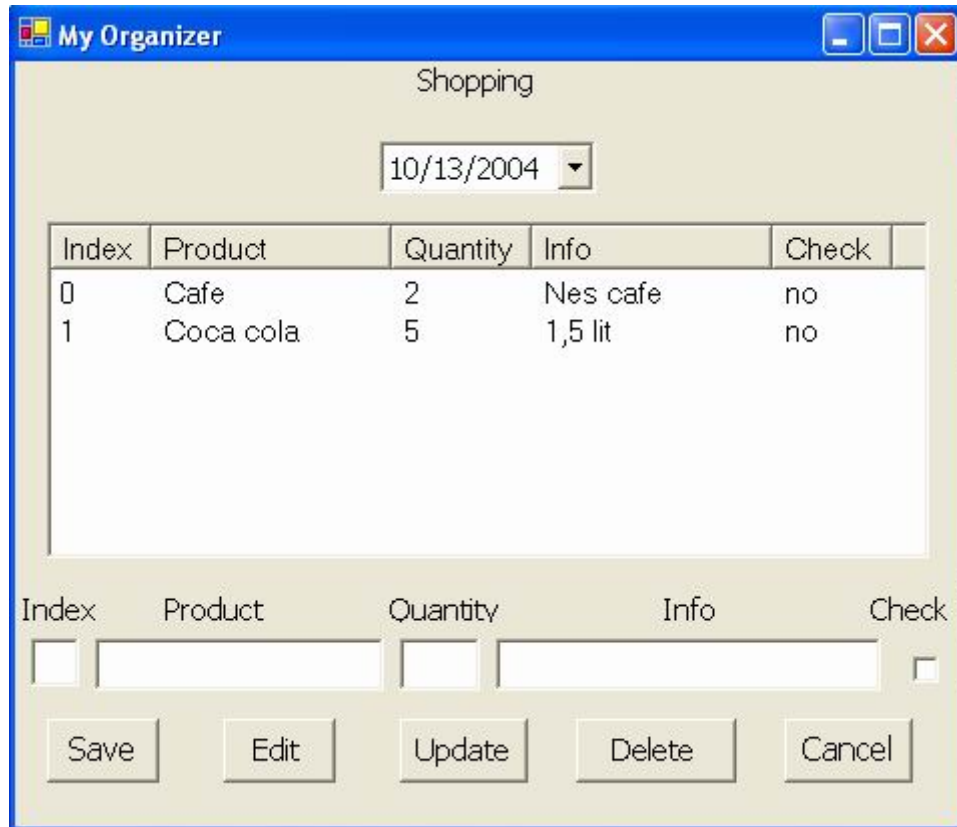 My Organizer
Shopping
10/13/2004
Index Product Quantity Info Check
0 Cafe 2 Nes cafe no
1 Coca cola 5 1,5 lit no
Index Product Quantity Info Check
Save Edit Update Delete Cancel